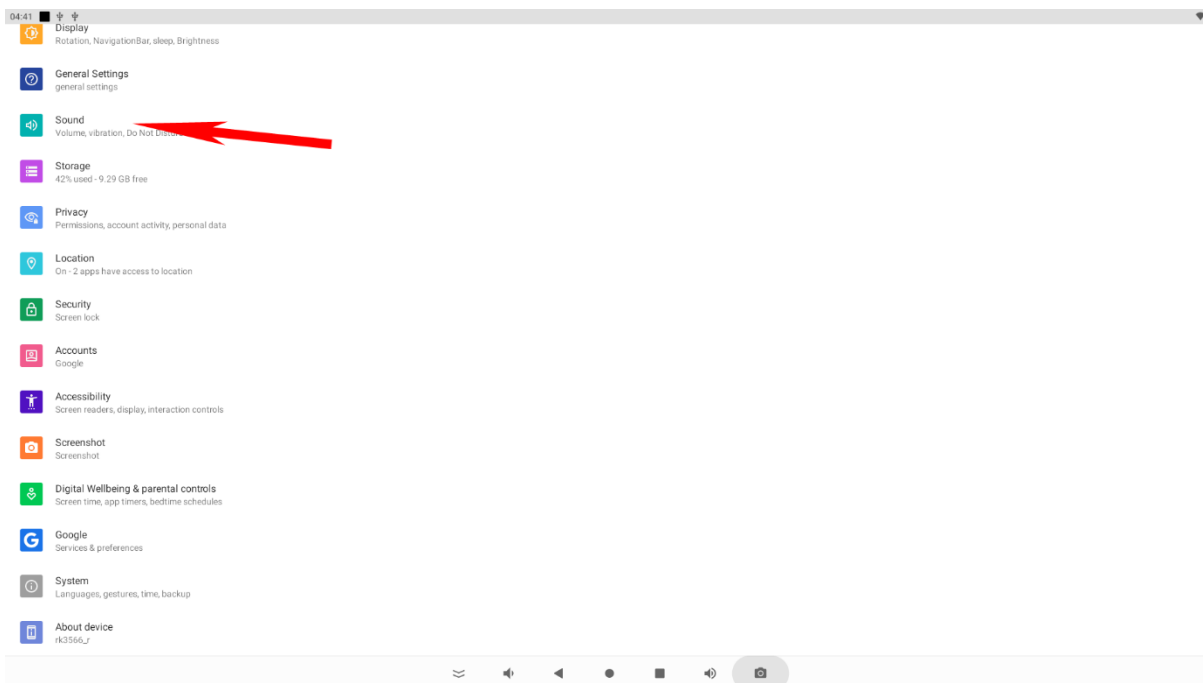 04:41
Display
Rotation, NavigationBar, sleep, Brightness
General Settings
general settings
Sound
Volume, vibration, Do Not
Storage
42% used - 9.29 GB free
Privacy
Permissions, account activity, personal data
Location
On - 2 apps have access to location
Security
Screen lock
Accounts
Google
Accessibility
Screen readers, display, interaction controls
Screenshot
Screenshot
Digital Wellbeing & parental controls
Screen time, app timers, bedtime schedules
Google
Services & preferences
System
Languages, gestures, time, backup
About device
rk3566_r